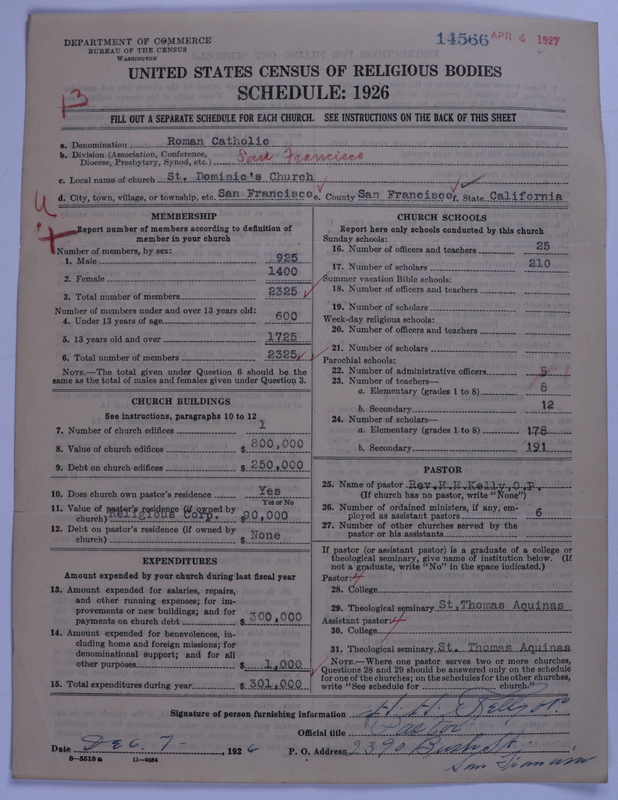 DEPARTMENT OF COMMERCE
BUREAU OF THE CENSUS
WASHINGTON
14566 APR 4 1927
UNITED STATES CENSUS OF RELIGIOUS BODIES
SCHEDULE: 1926
13
FILL OUT A SEPARATE SCHEDULE FOR EACH CHURCH. SEE INSTRUCTIONS ON THE BACK OF THIS SHEET
a. Denomination Roman Catholic
b. Division (Association, Conference, Diocese, Presbytery, Synod, etc.) San Francisco
c. Local name of church St. Dominic's Church
d. City, town, village, or township, etc. San Francisco e. County San Francisco f. State California
MEMBERSHIP
Report number of members according to definition of
member in your church
Number of members, by sex:
1. Male 925
2. Female 1400
3. Total number of members 2325
Number of members under and over 13 years old:
4. Under 13 years of age 600
5. 13 years old and over 1725
6. Total number of members 2325
NOTE.—The total given under Question 6 should be
same as the total of males and females given under Question 3.
CHURCH BUILDINGS
See instructions, paragraphs 10 to 12
7. Number of church edifices 1
8. Value of church edifices $ 800,000
9. Debt on church edifices $ 250,000
10. Does church own pastor's residence Yes
Yes or No
11. Value of pastor's residence (if owned by
church) Religious Corp. $ 90,000
12. Debt on pastor's residence (if owned by
church) $ None
EXPENDITURES
Amount expended by your church during last fiscal year
13. Amount expended for salaries, repairs,
and other running expenses; for im-
provements or new buildings; and for
payments on church debt $ 300,000
14. Amount expended for benevolences, in-
cluding home and foreign missions; for
denominational support; and for all
other purposes $ 1,000
15. Total expenditures during year $ 301,000
CHURCH SCHOOLS
Report here only schools conducted by this church
Sunday schools:
16. Number of officers and teachers 25
17. Number of scholars 210
Summer vacation Bible schools:
18. Number of officers and teachers
19. Number of scholars
Week-day religious schools:
20. Number of officers and teachers
21. Number of scholars
Parochial schools:
22. Number of administrative officers 5
23. Number of teachers—
a. Elementary (grades 1 to 8) 8
b. Secondary 12
24. Number of scholars—
a. Elementary (grades 1 to 8) 178
b. Secondary 191
PASTOR
25. Name of pastor Rev. H.H.Kelly,O.P.
(If church has no pastor, write "None")
26. Number of ordained ministers, if any, em-
ployed as assistant pastors 6
27. Number of other churches served by the
pastor or his assistants
If pastor (or assistant pastor) is a graduate of a college or
theological seminary, give name of institution below. (If
not a graduate, write "No" in the space indicated.)
Pastor: 4
28. College
29. Theological seminary St. Thomas Aquinas
Assistant pastor: 4
30. College
31. Theological seminary St. Thomas Aquinas
NOTE.—Where one pastor serves two or more churches,
Questions 28 and 29 should be answered only on the schedule
for one of the churches; on the schedules for the other churches,
write "See schedule for church."
Signature of person furnishing information H. H. Kelly OP
Official title Pastor
Date Dec. 7 - , 1926 P. O. Address 2390 Bush St.
San Francisco
8—5518 a 11—9084